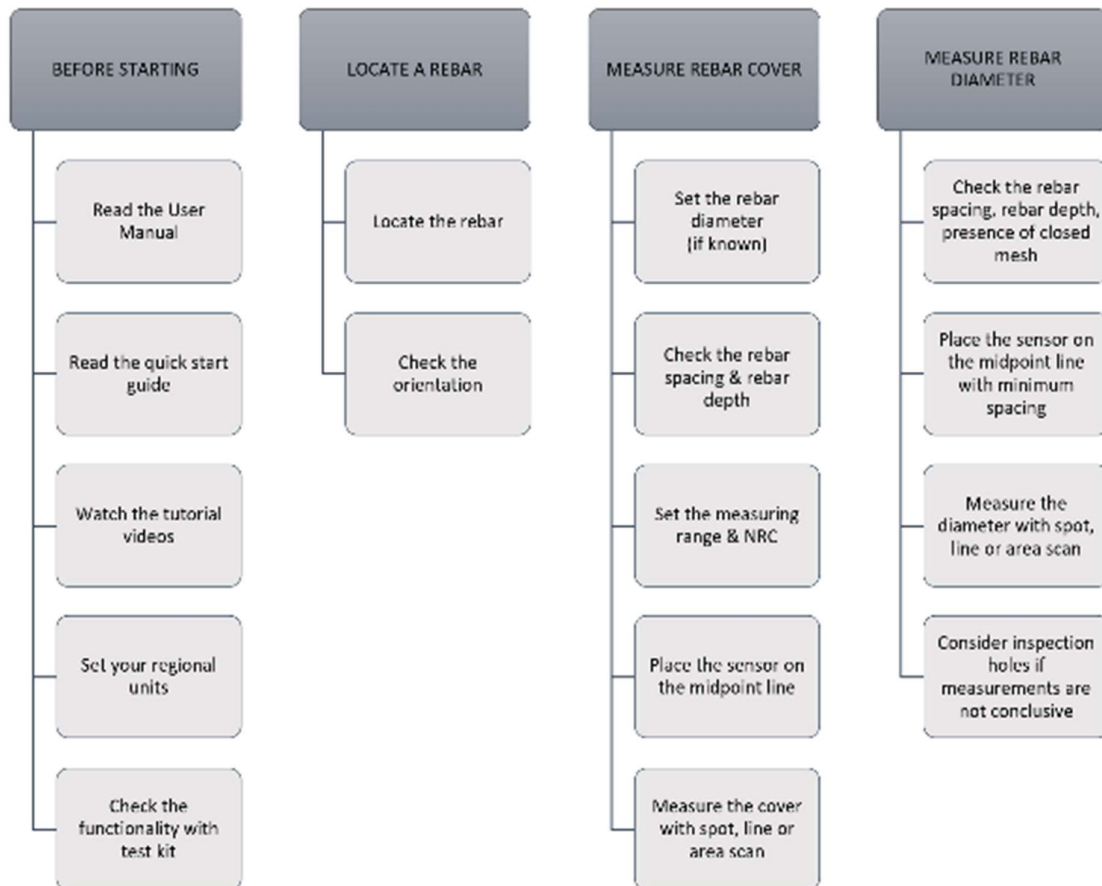 BEFORE STARTING
Read the User
Manual
Read the quick start
guide
Watch the tutorial
videos
Set your regional
units
Check the
functionality with
test kit
LOCATE A REBAR
Locate the rebar
Check the
orientation
MEASURE REBAR COVER
Set the rebar
diameter
(if known)
Check the rebar
spacing & rebar
depth
Set the measuring
range & NRC
Place the sensor on
the midpoint line
Measure the cover
with spot, line or
area scan
MEASURE REBAR
DIAMETER
Check the rebar
spacing, rebar depth,
presence of closed
mesh
Place the sensor on
the midpoint line
with minimum
spacing
Measure the
diameter with spot,
line or area scan
Consider inspection
holes if
measurements are
not conclusive